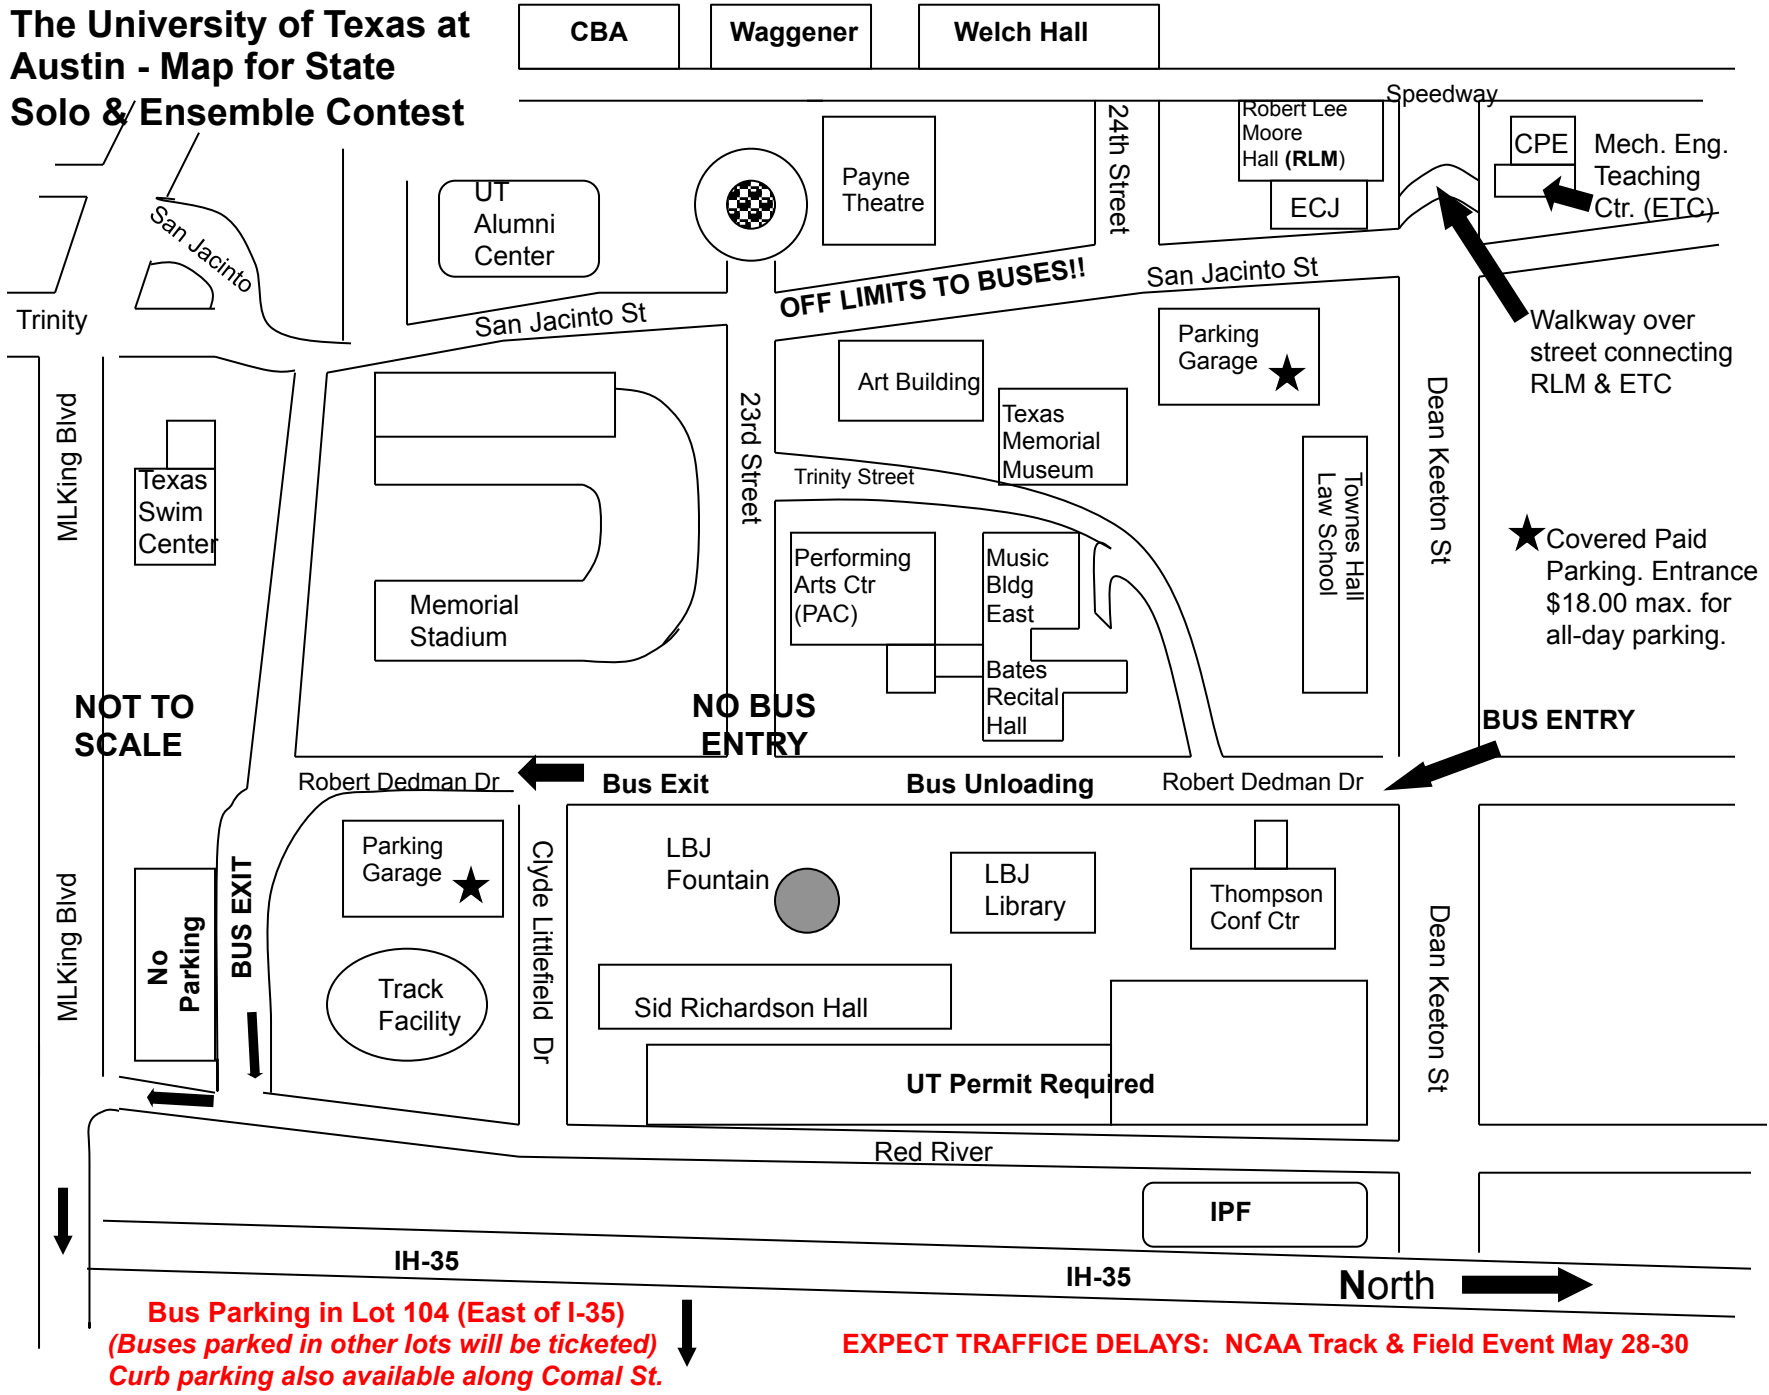 The University of Texas at
Austin - Map for State
Solo & Ensemble Contest
CBA
Waggener
Welch Hall
Speedway
24th Street
Robert Lee
Moore
Hall (RLM)
ECJ
CPE
Mech. Eng.
Teaching
Ctr. (ETC)
San Jacinto
UT
Alumni
Center
Payne
Theatre
Trinity
San Jacinto St
OFF LIMITS TO BUSES!!
San Jacinto St
Walkway over
street connecting
RLM & ETC
Parking
Garage
Art Building
Texas
Memorial
Museum
MLKing Blvd
23rd Street
Trinity Street
Dean Keeton St
Townes Hall
Law School
Texas
Swim
Center
Covered Paid
Parking. Entrance
$18.00 max. for
all-day parking.
Performing
Arts Ctr
(PAC)
Music
Bldg
East
Memorial
Stadium
Bates
Recital
Hall
NOT TO
SCALE
NO BUS
ENTRY
BUS ENTRY
Robert Dedman Dr
Bus Exit
Bus Unloading
Robert Dedman Dr
Parking
Garage
Clyde Littlefield Dr
LBJ
Fountain
LBJ
Library
Thompson
Conf Ctr
MLKing Blvd
No
Parking
BUS EXIT
Dean Keeton St
Track
Facility
Sid Richardson Hall
UT Permit Required
Red River
IPF
IH-35
IH-35
North
Bus Parking in Lot 104 (East of I-35)
(Buses parked in other lots will be ticketed)
Curb parking also available along Comal St.
EXPECT TRAFFICE DELAYS: NCAA Track & Field Event May 28-30